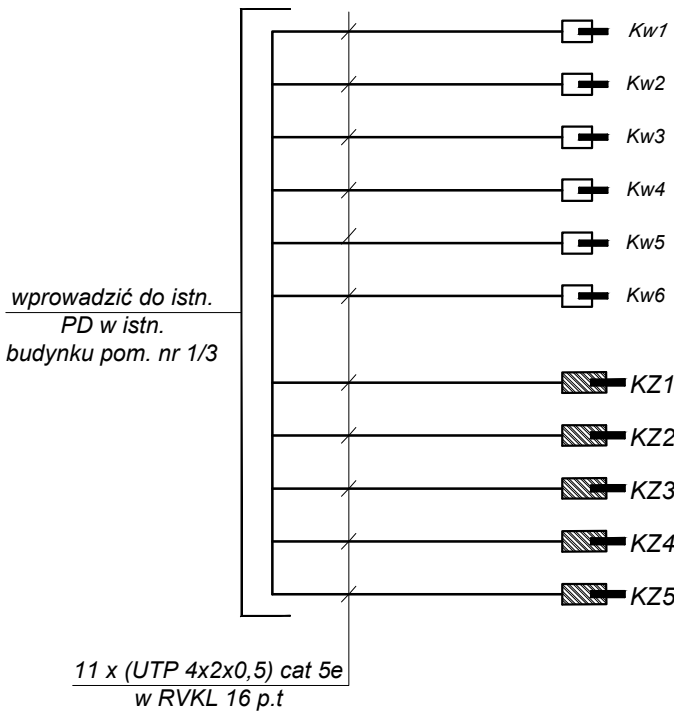 Kw1
Kw2
Kw3
Kw4
Kw5
Kw6
wprowadzić do istn.
PD w istn.
budynku pom. nr 1/3
KZ1
KZ2
KZ3
KZ4
KZ5
11 x (UTP 4x2x0,5) cat 5e
w RVKL 16 p.t